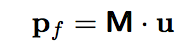 p_f = M · u